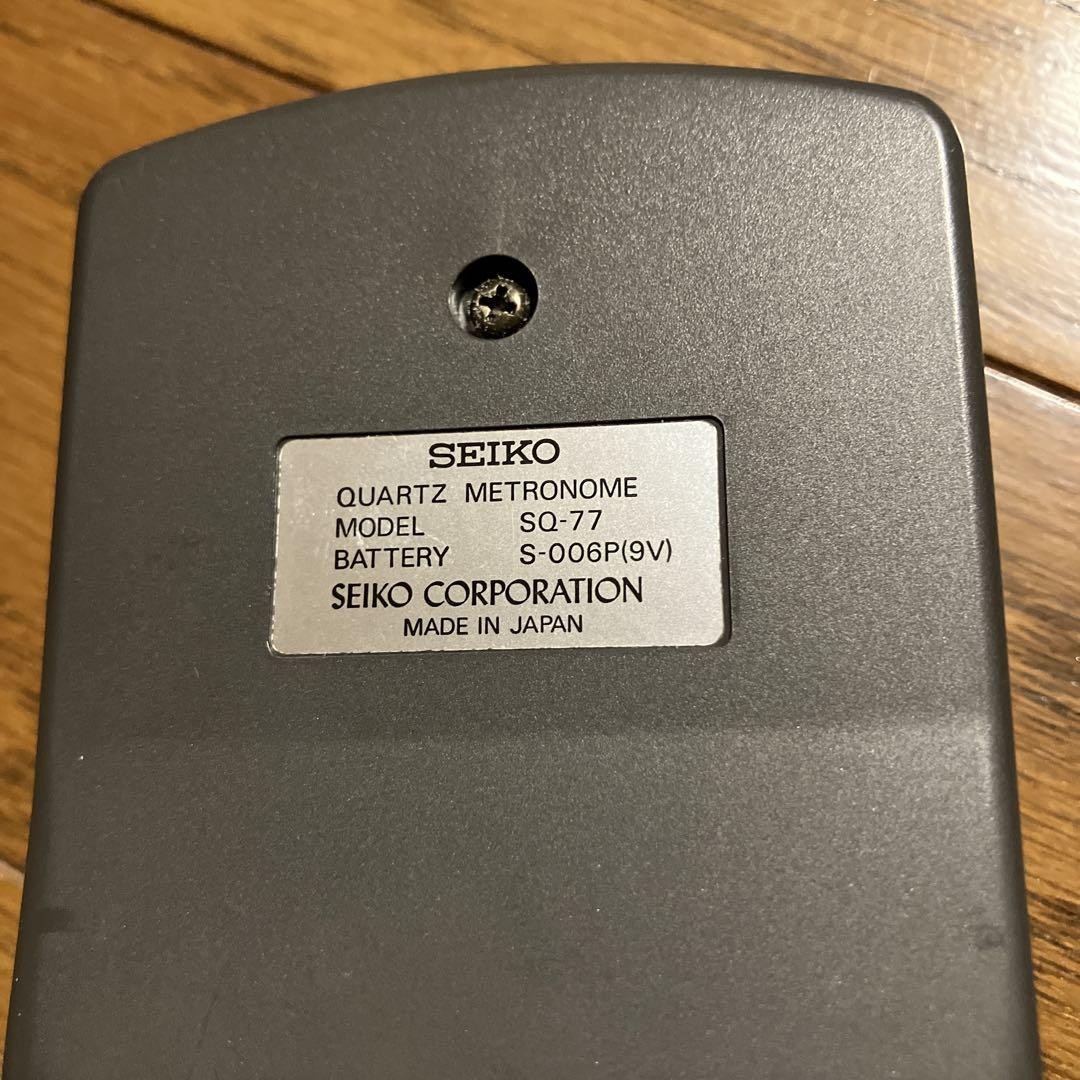 SEIKO
QUARTZ METRONOME
MODEL SQ-77
BATTERY S-006P(9V)
SEIKO CORPORATION
MADE IN JAPAN